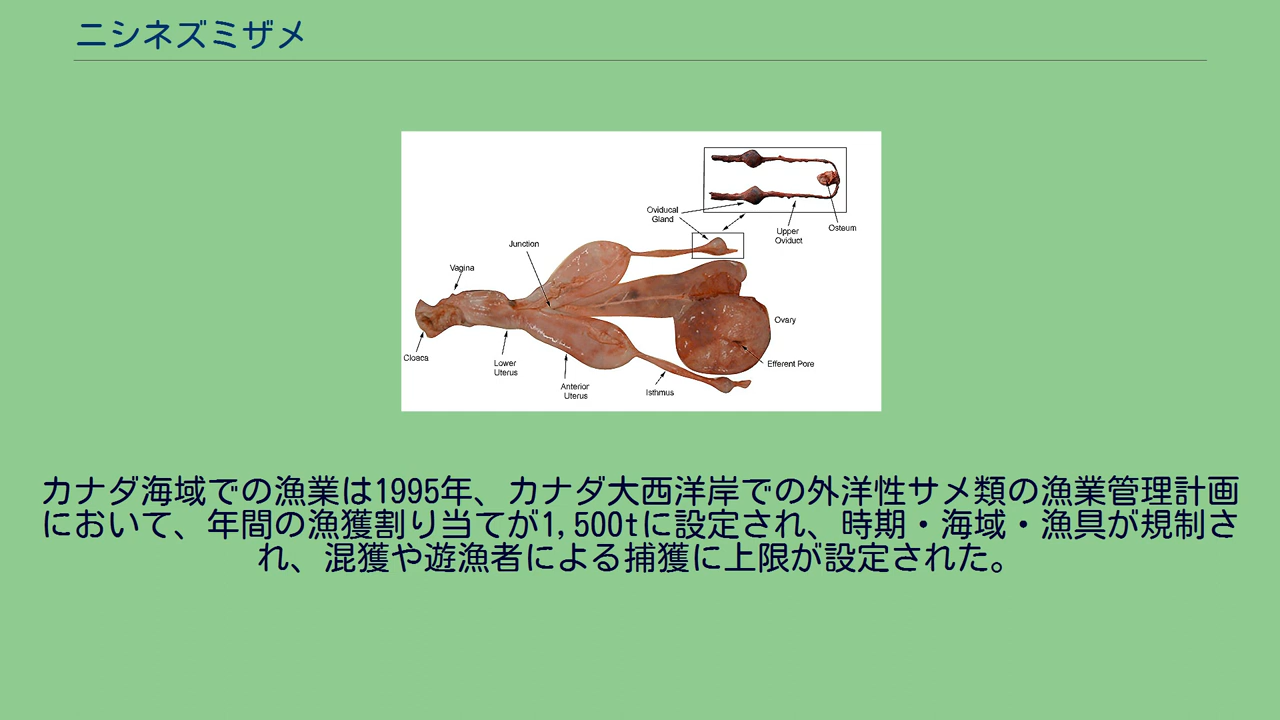 ニシネズミザメ
Oviducal
Gland
Upper
Oviduct
Osteum
Junction
Vagina
Ovary
Cloaca
Lower
Uterus
Efferent Pore
Anterior
Uterus
Isthmus
カナダ海域での漁業は1995年、カナダ大西洋岸での外洋性サメ類の漁業管理計画
において、年間の漁獲割り当てが1,500tに設定され、時期・海域・漁具が規制さ
れ、混獲や遊漁者による捕獲に上限が設定された。